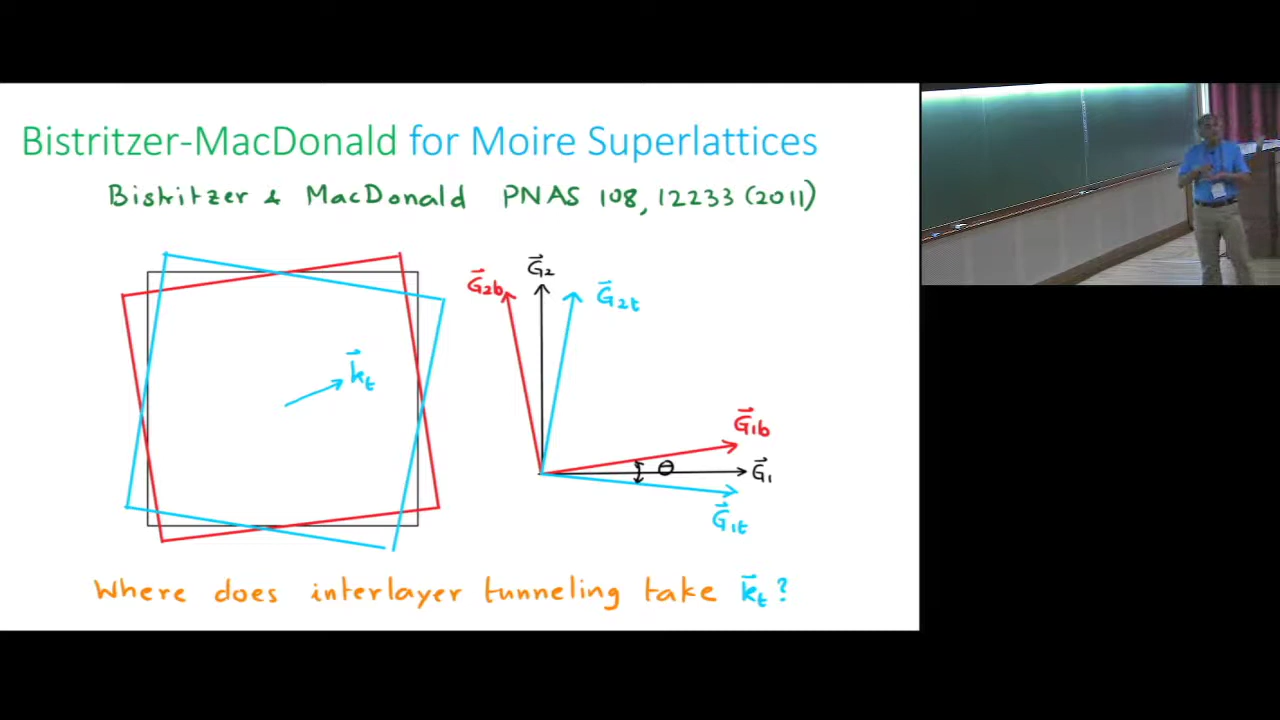 Bistritzer-MacDonald for Moire Superlattices
Bistritzer & MacDonald PNAS 108, 12233 (2011)
G⃗2
G⃗2b
G⃗2t
k⃗t
G⃗1b
θ
G⃗1
G⃗1t
Where does interlayer tunneling take k⃗t?